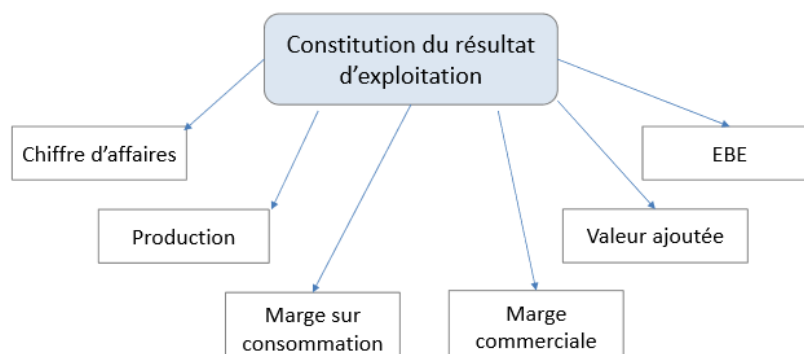 Constitution du résultat
d’exploitation
Chiffre d’affaires
EBE
Production
Valeur ajoutée
Marge sur
consommation
Marge
commerciale